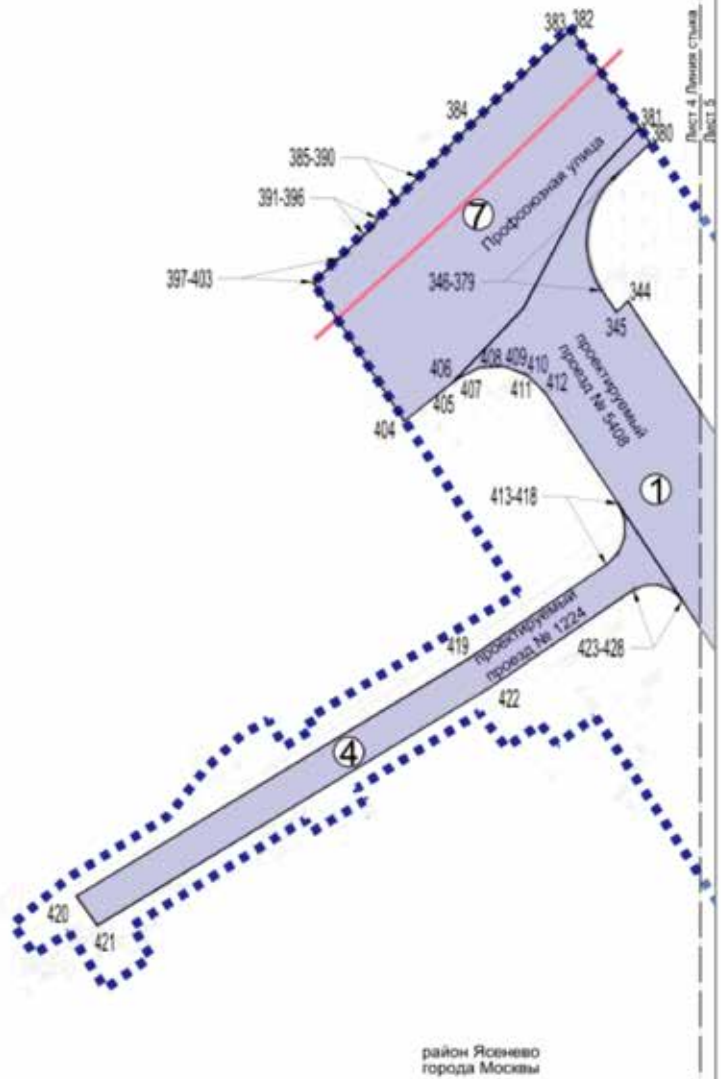 383 382
Лист 4 Линия стыка
Лист 5
384
381
380
385-390
391-396
Профсоюзная улица
7
397-403
346-379
344
345
проектируемый
проезд № 5408
406 408 409 410
405 407 411 412
404
1
413-418
419
проектируемый
проезд № 1224
423-428
422
4
420
421
район Ясенево
города Москвы